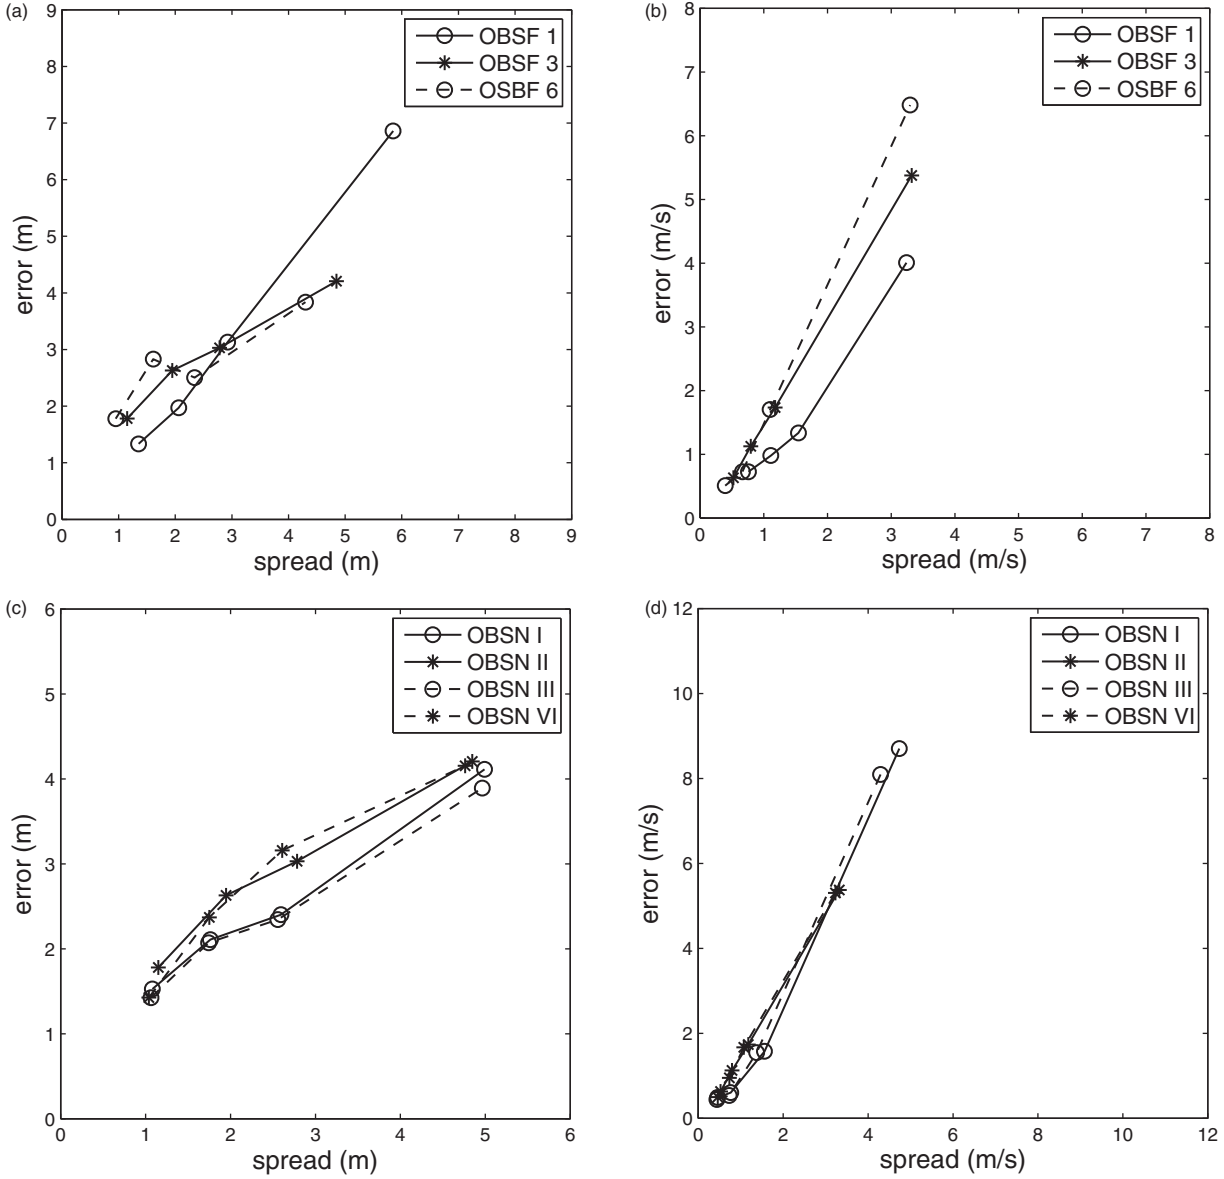 (a)
9
8
7
6
5
4
3
2
1
0
0 1 2 3 4 5 6 7 8 9
error (m)
spread (m)
OBSF 1
OBSF 3
OSBF 6
(b)
8
7
6
5
4
3
2
1
0
0 1 2 3 4 5 6 7 8
error (m/s)
spread (m/s)
OBSF 1
OBSF 3
OSBF 6
(c)
6
5
4
3
2
1
0
0 1 2 3 4 5 6
error (m)
spread (m)
OBSN I
OBSN II
OBSN III
OBSN VI
(d)
12
10
8
6
4
2
0
0 2 4 6 8 10 12
error (m/s)
spread (m/s)
OBSN I
OBSN II
OBSN III
OBSN VI